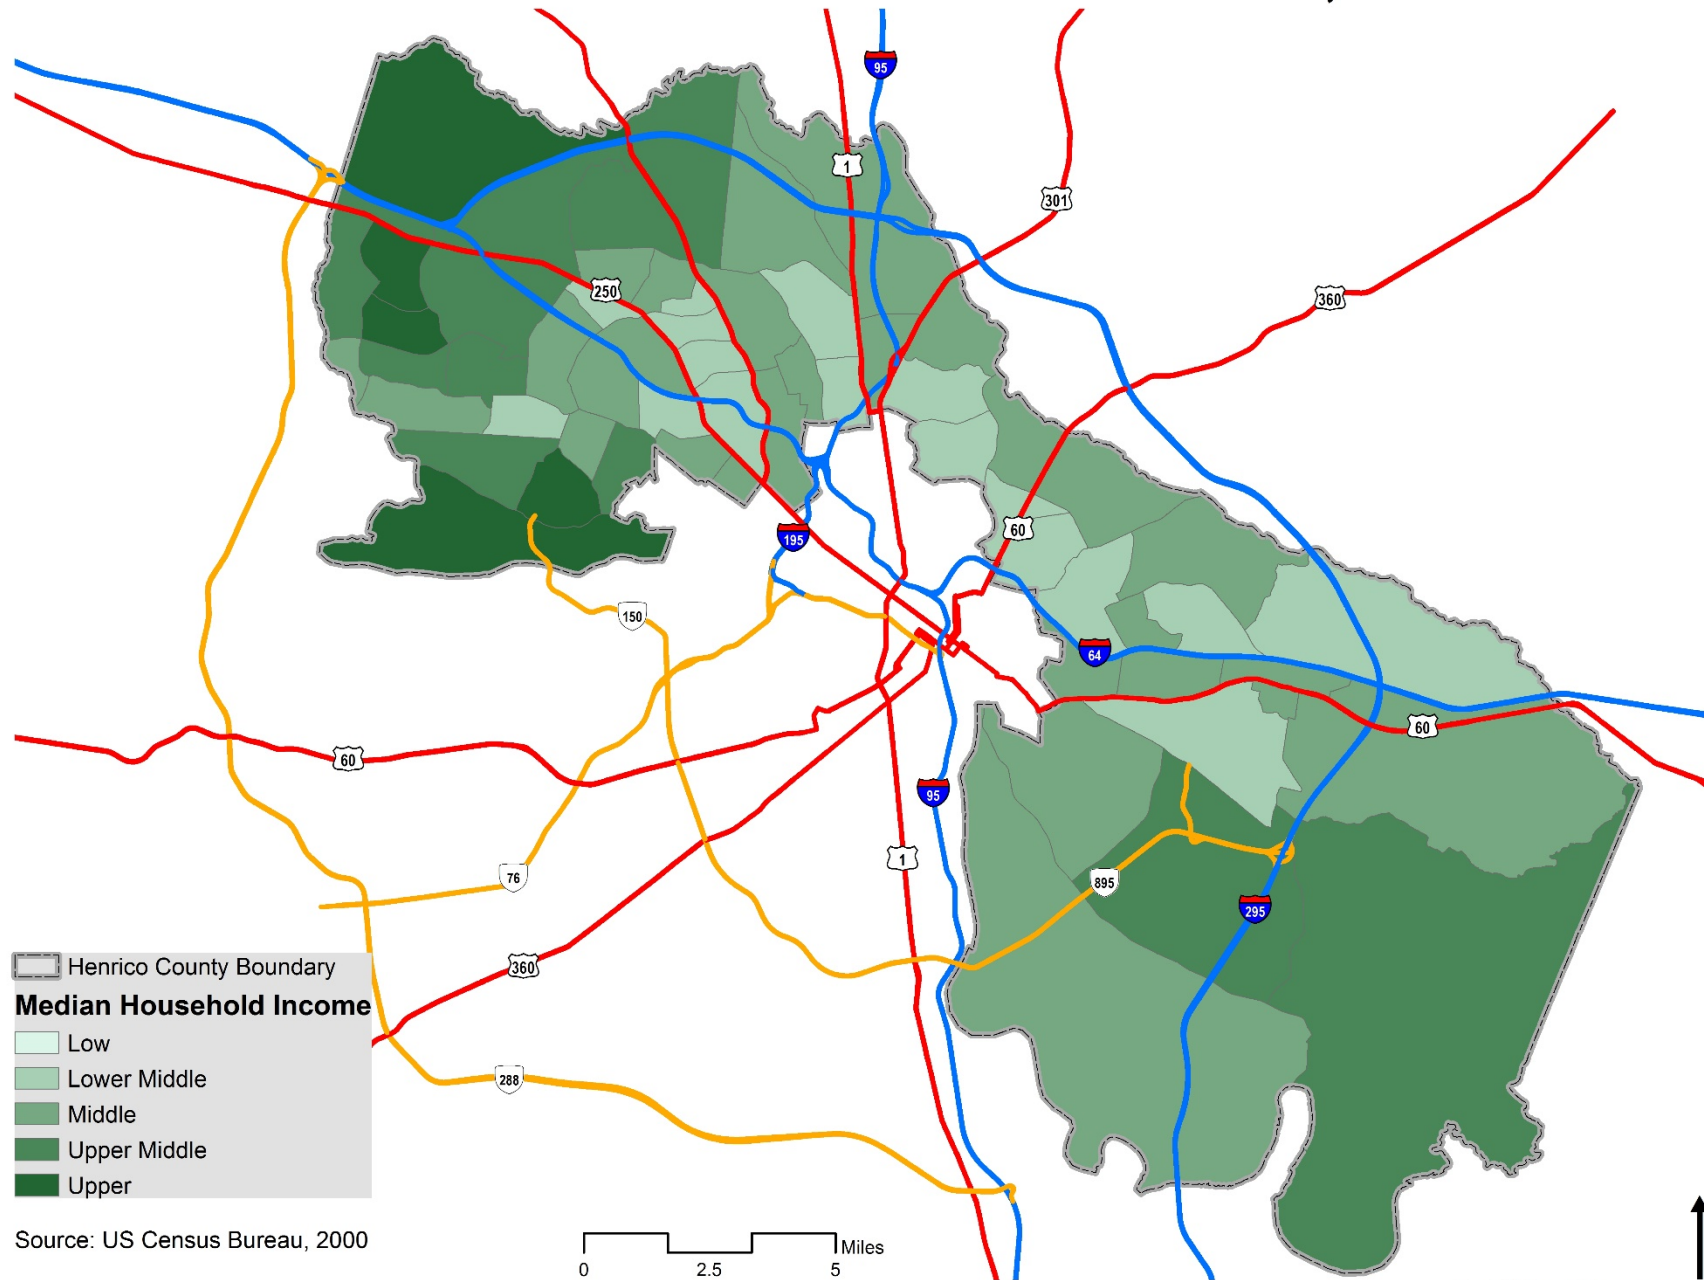 95
1
301
250
360
60
195
150
64
60
60
95
76
1
895
295
360
288
Henrico County Boundary
Median Household Income
Low
Lower Middle
Middle
Upper Middle
Upper
Source: US Census Bureau, 2000
Miles
0 2.5 5